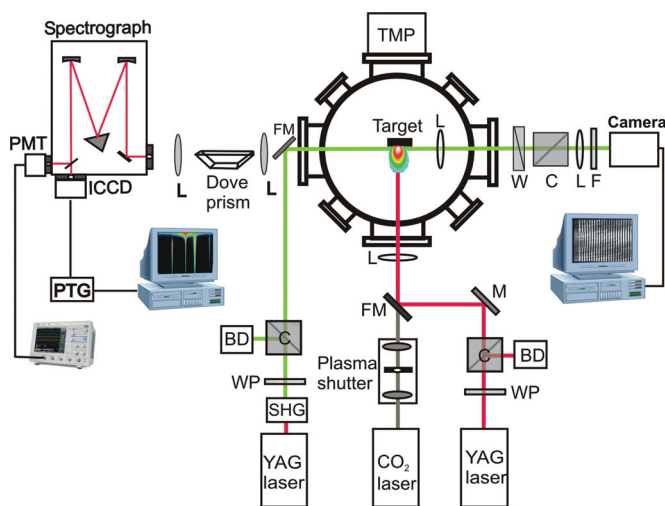 Spectrograph
TMP
PMT
ICCD
L
Dove
prism
L
FM
Target
L
W
C
L
F
Camera
PTG
L
FM
M
BD
C
WP
SHG
YAG
laser
Plasma
shutter
CO₂
laser
C
BD
WP
YAG
laser